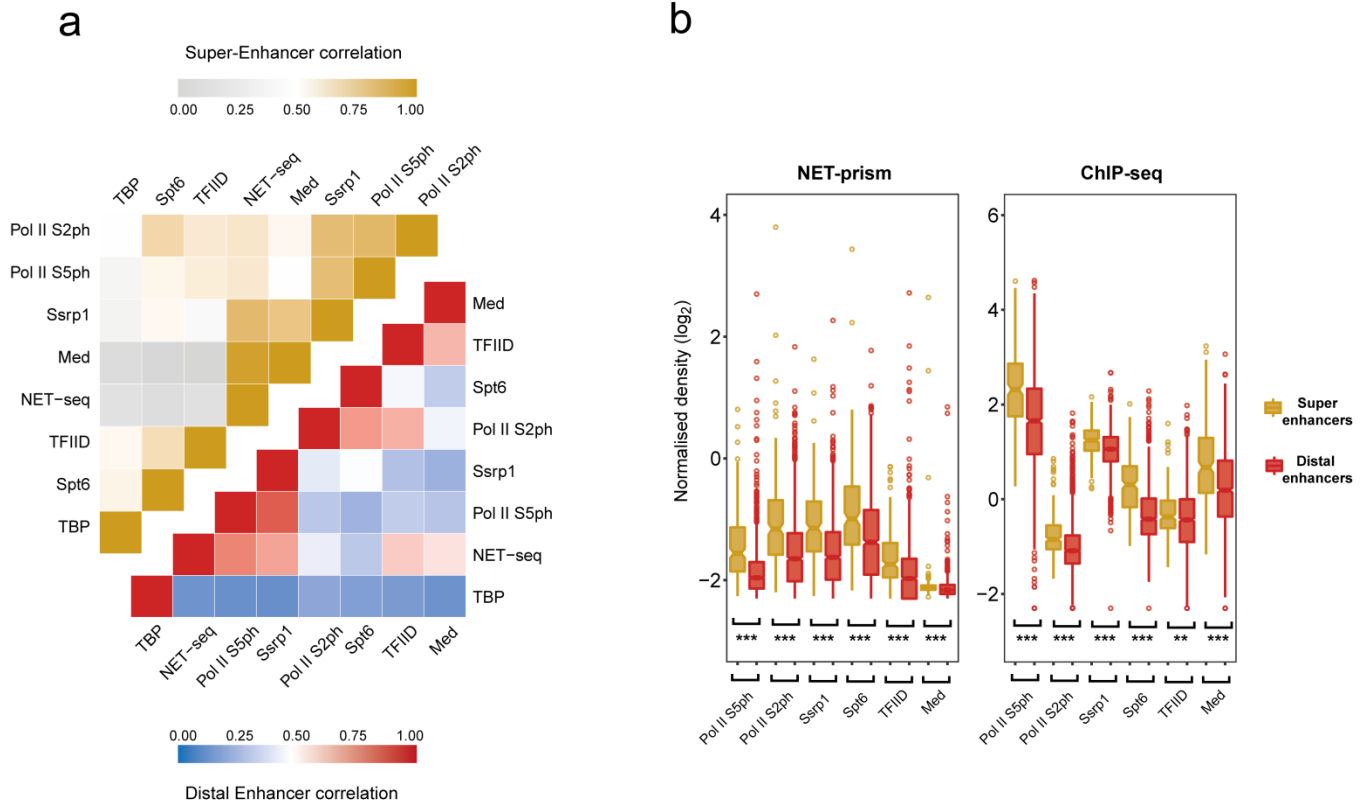 a
Super-Enhancer correlation
0.00 0.25 0.50 0.75 1.00
TBP Spt6 TFIID NET-seq Med Ssrp1 Pol II S5ph Pol II S2ph
Pol II S2ph
Pol II S5ph
Ssrp1
Med
NET-seq
TFIID
Spt6
TBP
Med
TFIID
Spt6
Pol II S2ph
Ssrp1
Pol II S5ph
NET−seq
TBP
TBP NET−seq Pol II S5ph Ssrp1 Pol II S2ph Spt6 TFIID Med
0.00 0.25 0.50 0.75 1.00
Distal Enhancer correlation
b
NET-prism
Normalised density (log2)
4
2
0
−2
*** *** *** *** *** ***
Pol II S5ph Pol II S2ph Ssrp1 Spt6 TFIID Med
ChIP-seq
6
4
2
0
−2
*** *** *** *** ** ***
Pol II S5ph Pol II S2ph Ssrp1 Spt6 TFIID Med
Super
enhancers
Distal
enhancers